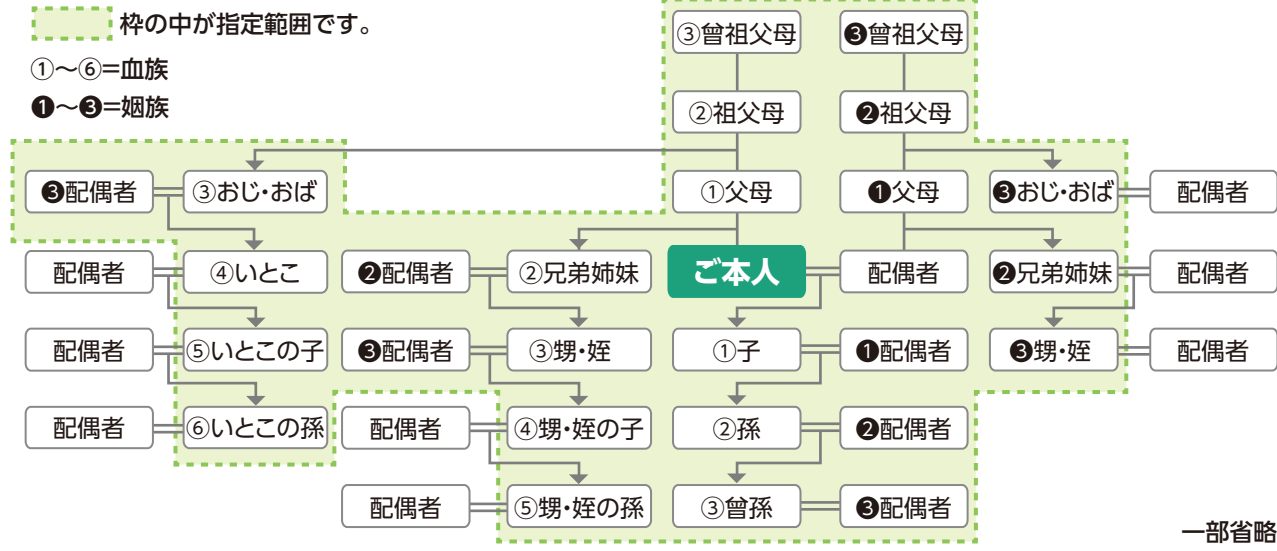 枠の中が指定範囲です。
①～⑥=血族
❶～❸=姻族
③曾祖父母
❸曾祖父母
②祖父母
❷祖父母
❸配偶者
③おじ・おば
①父母
❶父母
❸おじ・おば
配偶者
配偶者
④いとこ
❷配偶者
②兄弟姉妹
ご本人
配偶者
❷兄弟姉妹
配偶者
配偶者
⑤いとこの子
❸配偶者
③甥・姪
①子
❶配偶者
❸甥・姪
配偶者
配偶者
⑥いとこの孫
配偶者
④甥・姪の子
②孫
❷配偶者
配偶者
⑤甥・姪の孫
③曾孫
❸配偶者
一部省略